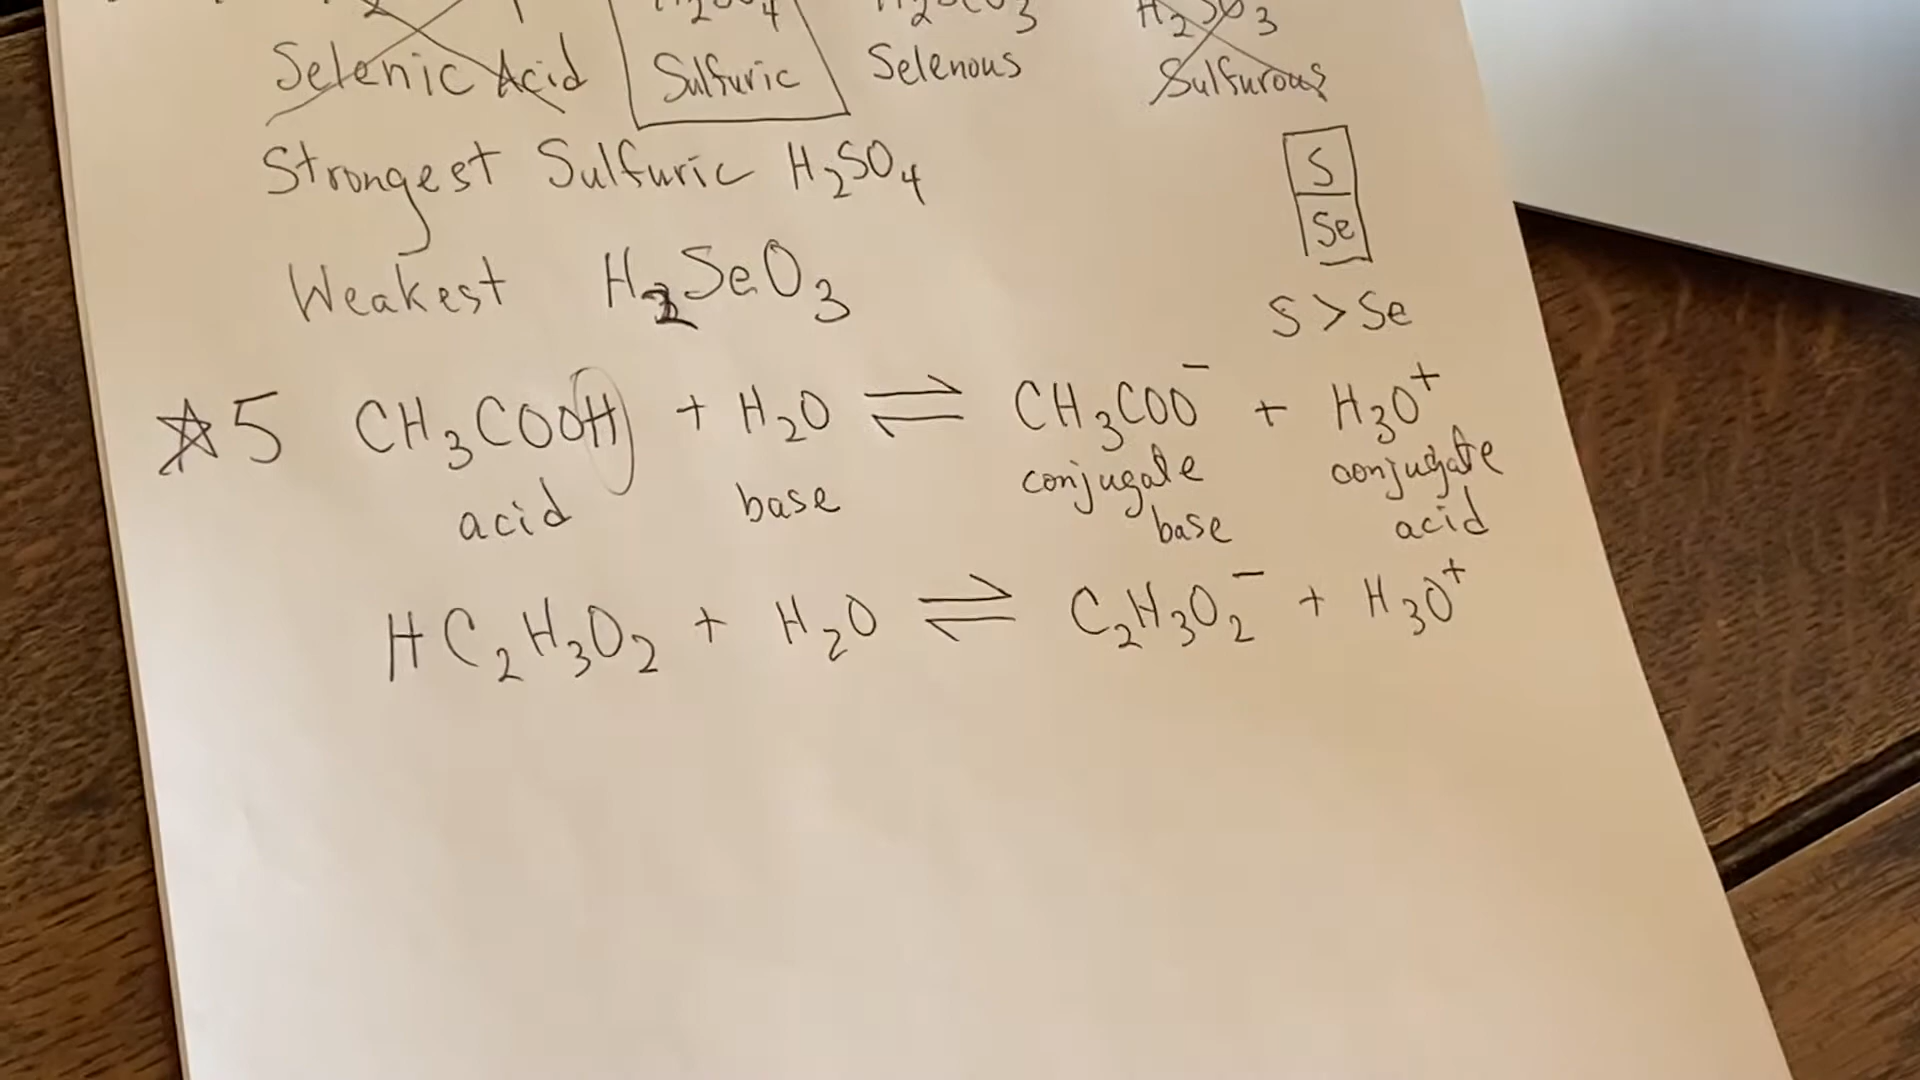 H₂SO₃
Selenic Acid Sulfuric Selenous Sulfurous
Strongest Sulfuric H₂SO₄
S
Se
Weakest H₂SeO₃
S > Se
☆5 CH₃COOH + H₂O ⇌ CH₃COO⁻ + H₃O⁺
acid base conjugate base conjugate acid
HC₂H₃O₂ + H₂O ⇌ C₂H₃O₂⁻ + H₃O⁺